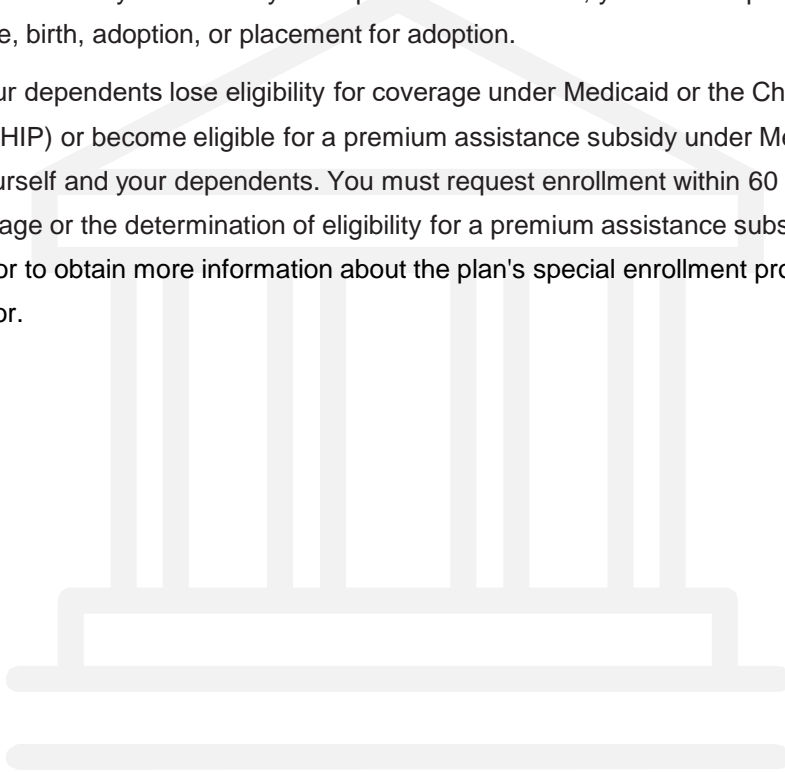 e, birth, adoption, or placement for adoption.
ur dependents lose eligibility for coverage under Medicaid or the Ch
HIP) or become eligible for a premium assistance subsidy under Me
urself and your dependents. You must request enrollment within 60
age or the determination of eligibility for a premium assistance subs
or to obtain more information about the plan's special enrollment pro
or.